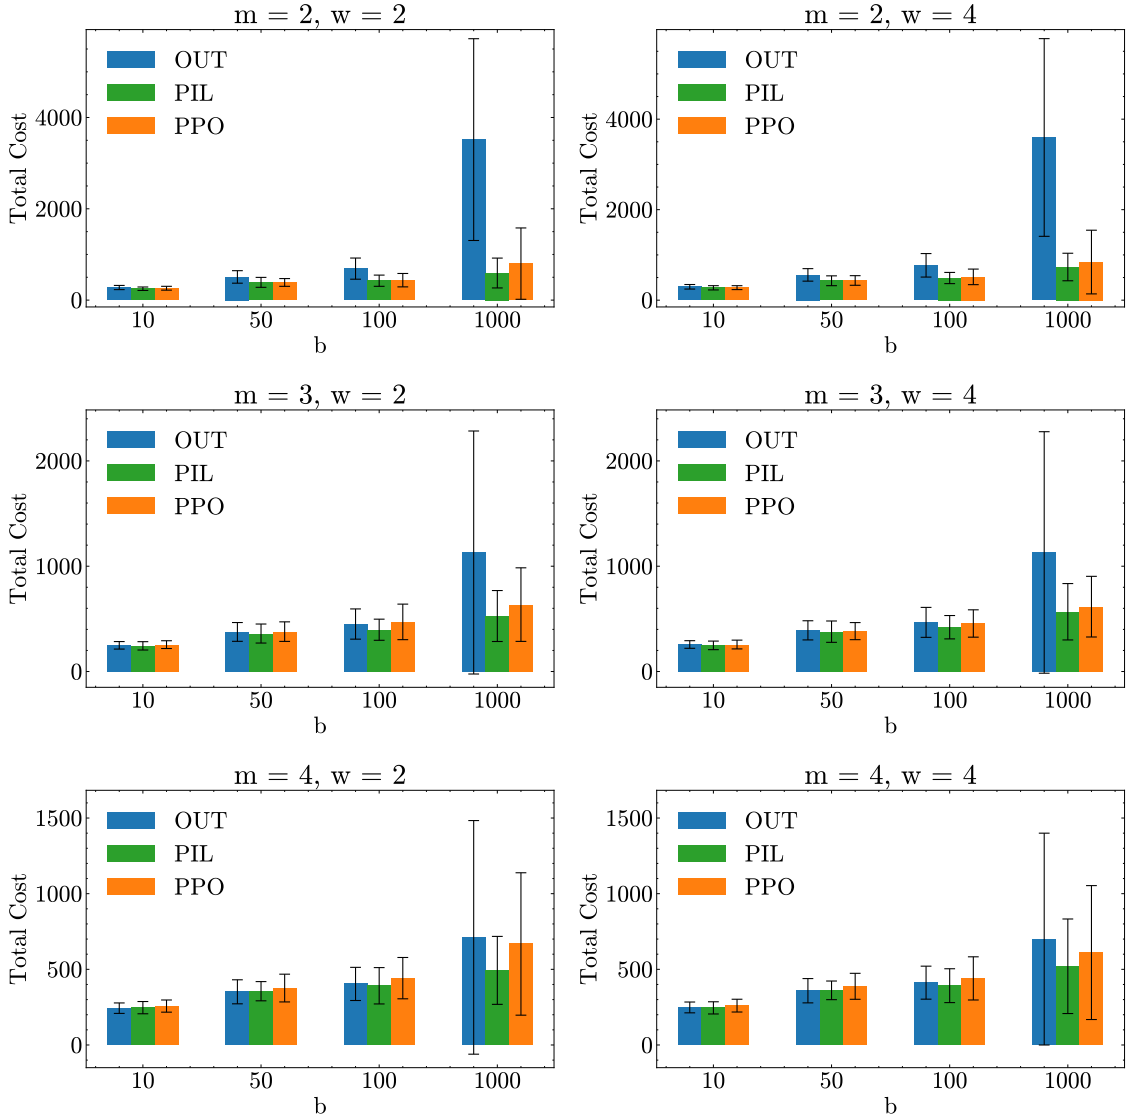 m = 2, w = 2
Total Cost
4000
2000
0
OUT
PIL
PPO
10 50 100 1000
b
m = 2, w = 4
Total Cost
4000
2000
0
OUT
PIL
PPO
10 50 100 1000
b
m = 3, w = 2
Total Cost
2000
1000
0
OUT
PIL
PPO
10 50 100 1000
b
m = 3, w = 4
Total Cost
2000
1000
0
OUT
PIL
PPO
10 50 100 1000
b
m = 4, w = 2
Total Cost
1500
1000
500
0
OUT
PIL
PPO
10 50 100 1000
b
m = 4, w = 4
Total Cost
1500
1000
500
0
OUT
PIL
PPO
10 50 100 1000
b